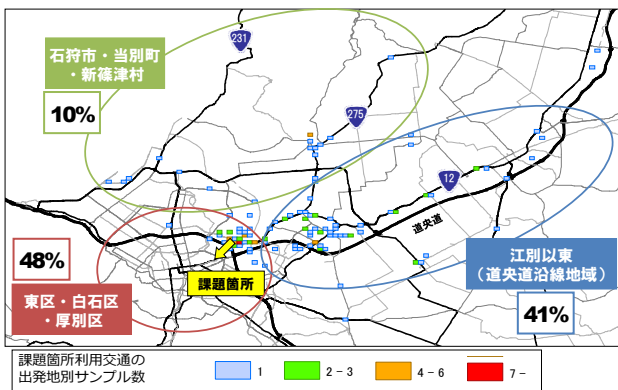 231
石狩市・当別町
・新篠津村
10%
275
12
道央道
48%
課題箇所
江別以東
(道央道沿線地域)
東区・白石区・
厚別区
41%
課題箇所利用交通の
出発地別サンプル数
1
2-3
4-6
7-